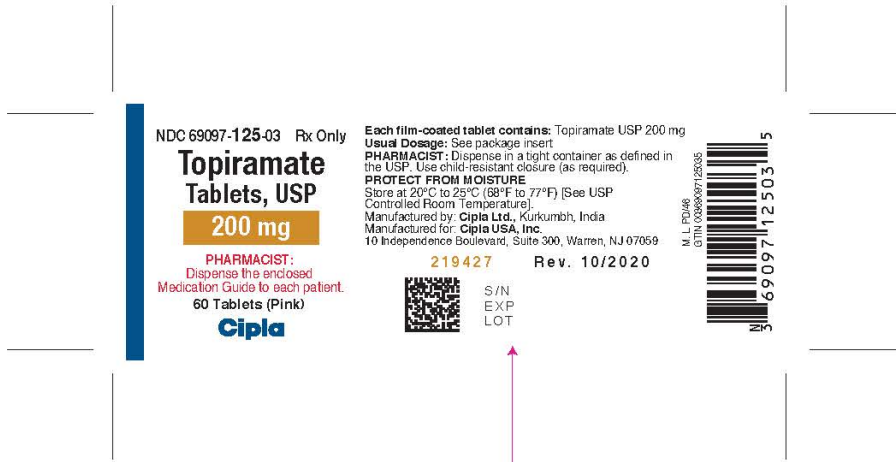 NDC 69097-125-03 Rx Only
Topiramate
Tablets, USP
200 mg
PHARMACIST:
Dispense the enclosed
Medication Guide to each patient.
60 Tablets (Pink)
Cipla
Each film-coated tablet contains: Topiramate USP 200 mg
Usual Dosage: See package insert
PHARMACIST: Dispense in a tight container as defined in
the USP. Use child-resistant closure (as required).
PROTECT FROM MOISTURE
Store at 20°C to 25°C (68°F to 77°F) [See USP
Controlled Room Temperature].
Manufactured by: Cipla Ltd., Kurkumbh, India
Manufactured for: Cipla USA, Inc.
10 Independence Boulevard, Suite 300, Warren, NJ 07059
219427 Rev. 10/2020
S/N
EXP
LOT
M. L. PD/46
GTIN 00369097125035
N 3 69097 12503 5